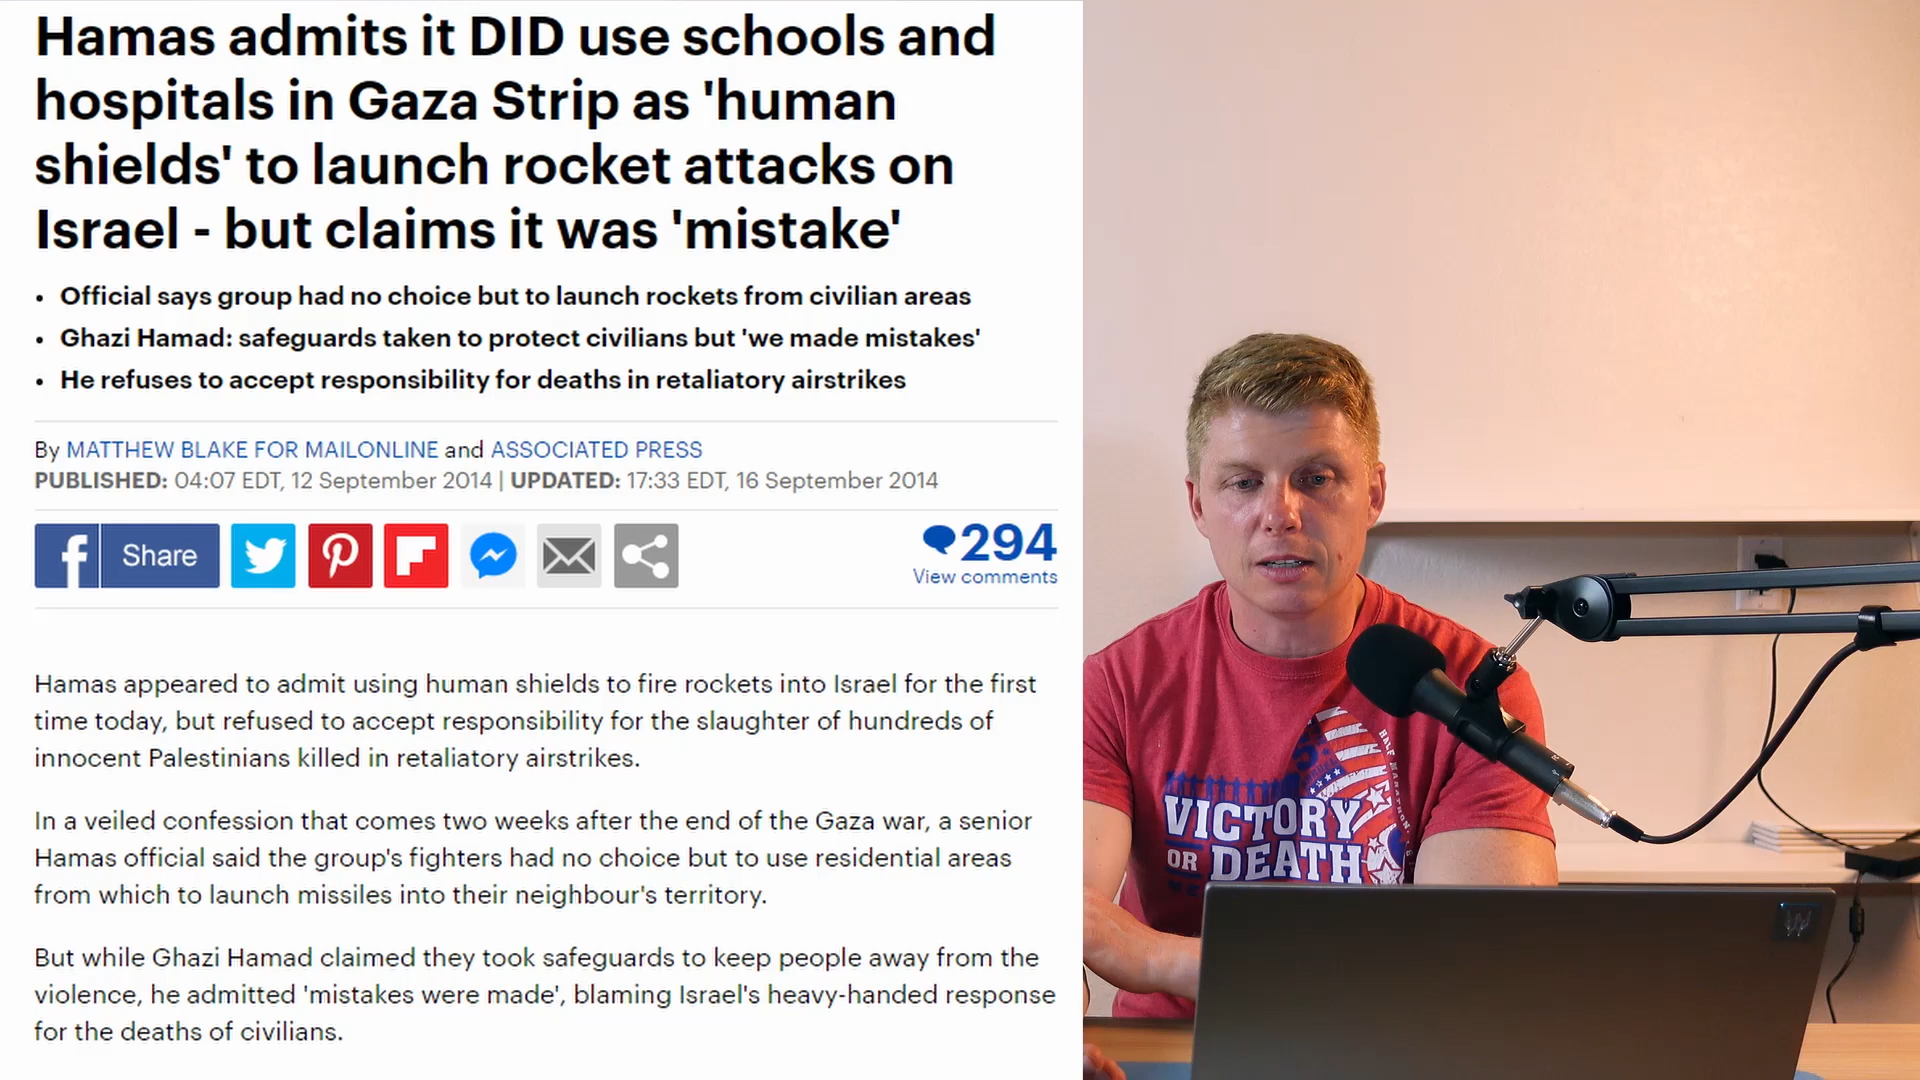 Hamas admits it DID use schools and
hospitals in Gaza Strip as 'human
shields' to launch rocket attacks on
Israel - but claims it was 'mistake'
• Official says group had no choice but to launch rockets from civilian areas
• Ghazi Hamad: safeguards taken to protect civilians but 'we made mistakes'
• He refuses to accept responsibility for deaths in retaliatory airstrikes
By MATTHEW BLAKE FOR MAILONLINE and ASSOCIATED PRESS
PUBLISHED: 04:07 EDT, 12 September 2014 | UPDATED: 17:33 EDT, 16 September 2014
Share
294
View comments
Hamas appeared to admit using human shields to fire rockets into Israel for the first
time today, but refused to accept responsibility for the slaughter of hundreds of
innocent Palestinians killed in retaliatory airstrikes.
In a veiled confession that comes two weeks after the end of the Gaza war, a senior
Hamas official said the group's fighters had no choice but to use residential areas
from which to launch missiles into their neighbour's territory.
But while Ghazi Hamad claimed they took safeguards to keep people away from the
violence, he admitted 'mistakes were made', blaming Israel's heavy-handed response
for the deaths of civilians.
VICTORY
OR DEATH
HALF MARATHON